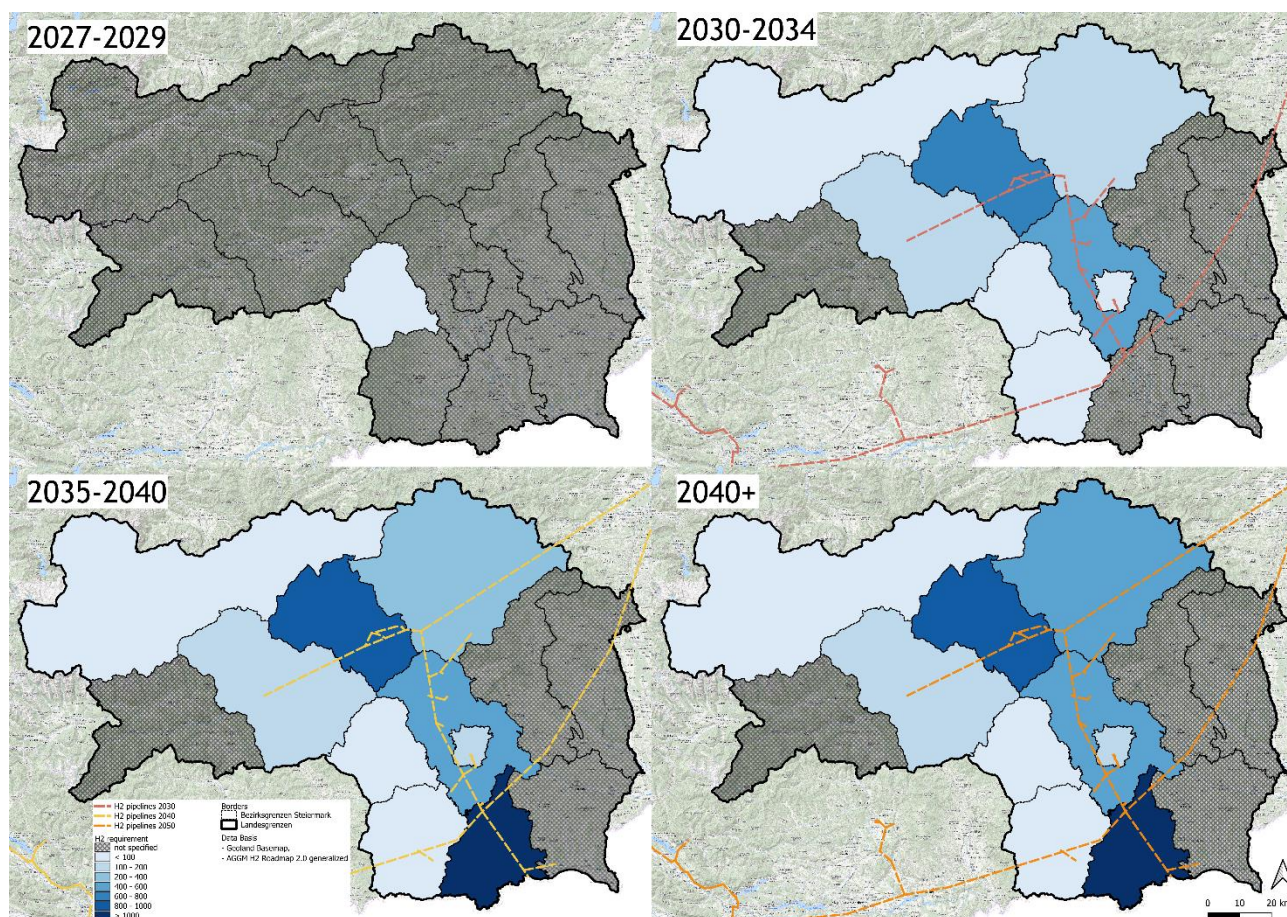 2027-2029
2030-2034
2035-2040
2040+
H2 pipelines 2030
H2 pipelines 2040
H2 pipelines 2050
H2 requirement
not specified
< 100
100 - 200
200 - 400
400 - 600
600 - 800
800 - 1000
> 1000
Borders
Bezirksgrenzen Steiermark
Landesgrenzen
Data Basis
- Geoland Basemap,
- AGGM H2 Roadmap 2.0 generalized
0 10 20 km